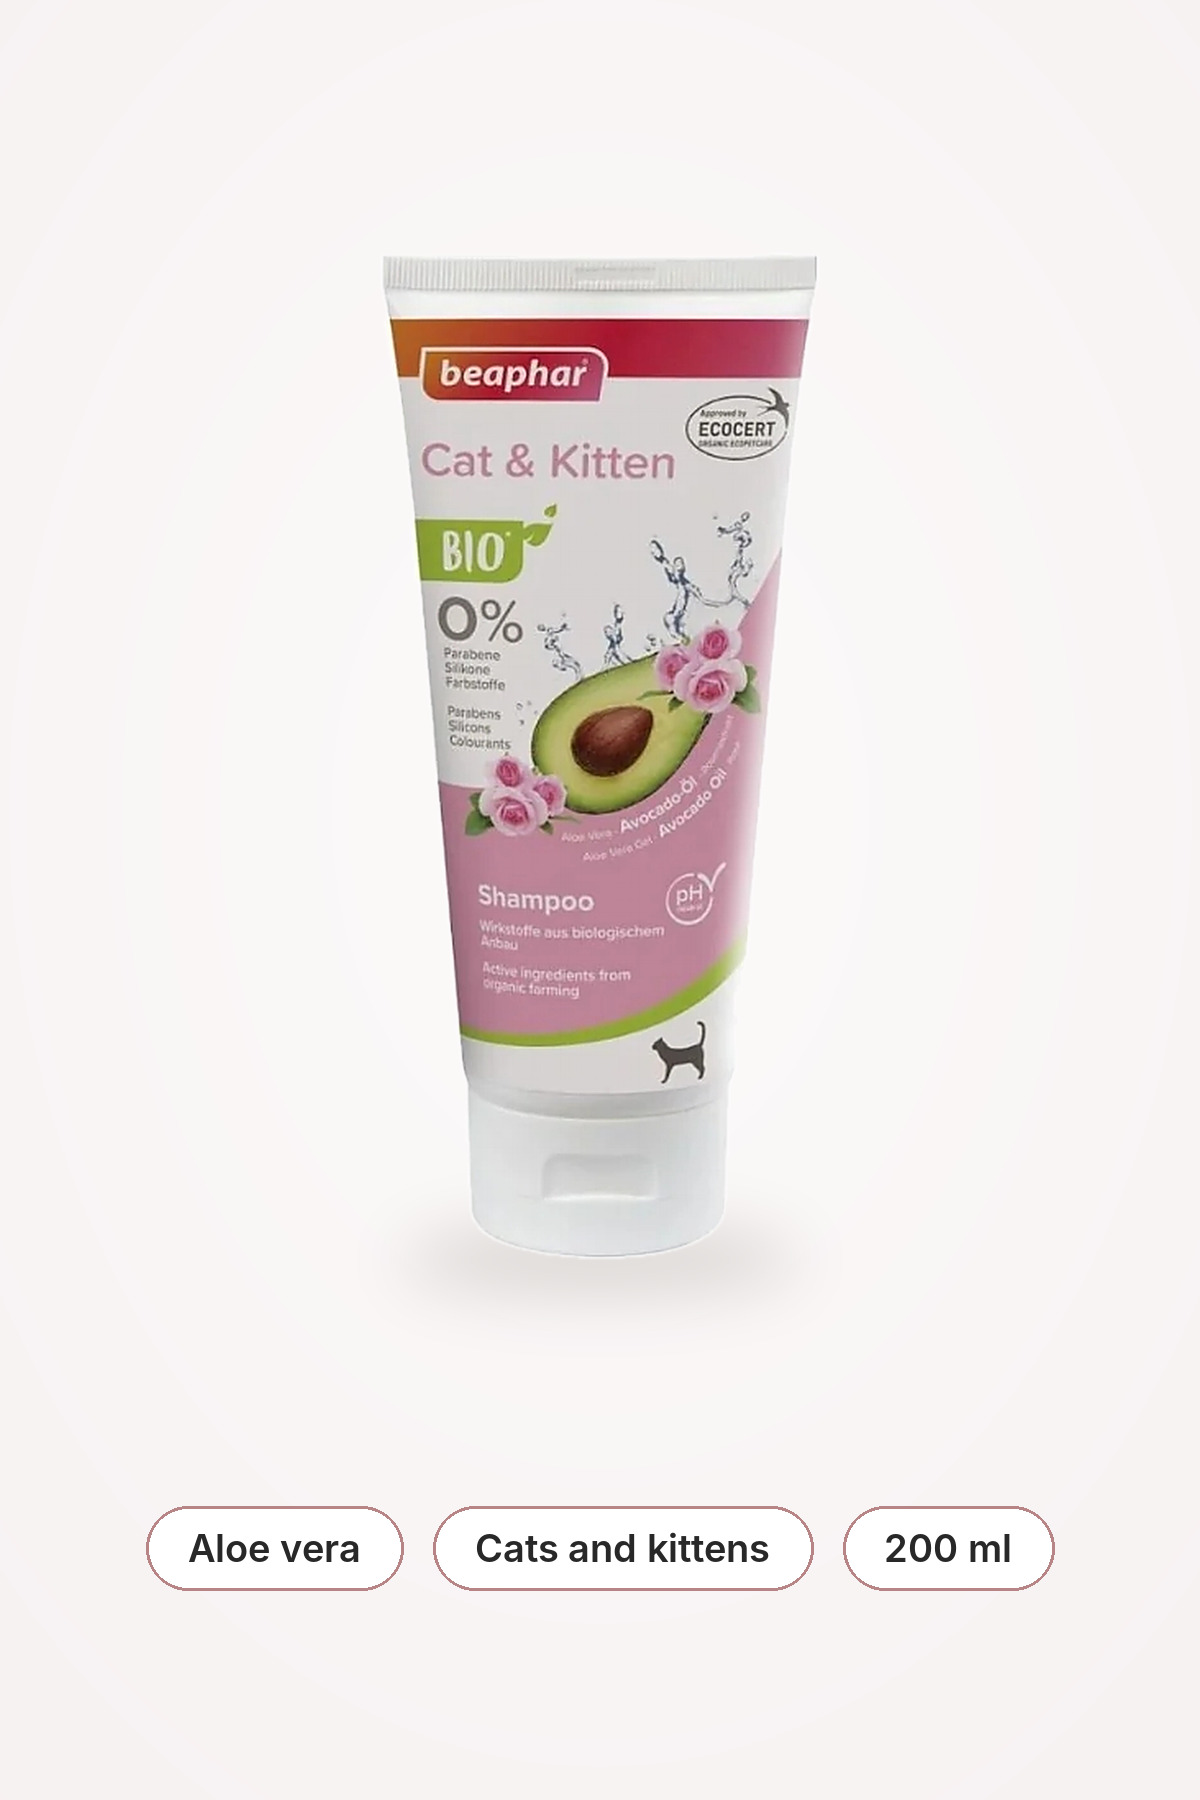 beaphar
Approved by
ECOCERT
ORGANIC ECOPETCARE
Cat & Kitten
BIO*
0%
Parabene
Silikone
Farbstoffe
Parabens
Silicons
Colourants
Aloe Vera · Avocado-Öl
Aloe Vera Gel · Avocado Oil
Shampoo
pH
Wirkstoffe aus biologischem
Anbau
Active ingredients from
organic farming
Aloe vera
Cats and kittens
200 ml